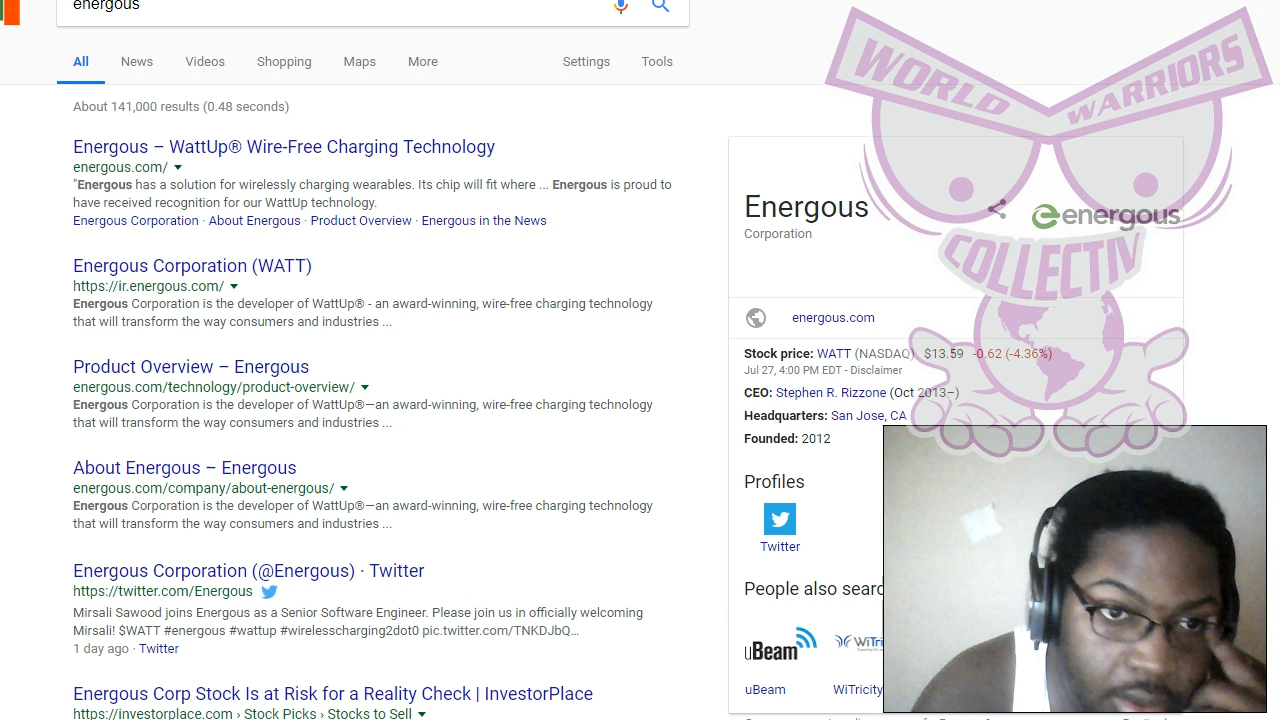 energous
All News Videos Shopping Maps More Settings Tools
About 141,000 results (0.48 seconds)
Energous – WattUp® Wire-Free Charging Technology
energous.com/
"Energous has a solution for wirelessly charging wearables. Its chip will fit where ... Energous is proud to
have received recognition for our WattUp technology.
Energous Corporation · About Energous · Product Overview · Energous in the News
Energous Corporation (WATT)
https://ir.energous.com/
Energous Corporation is the developer of WattUp® - an award-winning, wire-free charging technology
that will transform the way consumers and industries ...
Product Overview – Energous
energous.com/technology/product-overview/
Energous Corporation is the developer of WattUp®—an award-winning, wire-free charging technology
that will transform the way consumers and industries ...
About Energous – Energous
energous.com/company/about-energous/
Energous Corporation is the developer of WattUp®—an award-winning, wire-free charging technology
that will transform the way consumers and industries ...
Energous Corporation (@Energous) · Twitter
https://twitter.com/Energous
Mirsali Sawood joins Energous as a Senior Software Engineer. Please join us in officially welcoming
Mirsali! $WATT #energous #wattup #wirelesscharging2dot0 pic.twitter.com/TNKDJbQ...
1 day ago · Twitter
Energous Corp Stock Is at Risk for a Reality Check | InvestorPlace
https://investorplace.com › Stock Picks › Stocks to Sell
WORLD WARRIORS
COLLECTIV
Energous
energous
Corporation
energous.com
Stock price: WATT (NASDAQ) $13.59 -0.62 (-4.36%)
Jul 27, 4:00 PM EDT - Disclaimer
CEO: Stephen R. Rizzone (Oct 2013–)
Headquarters: San Jose, CA
Founded: 2012
Profiles
Twitter
People also searc
uBeam WiTri
uBeam WiTricity